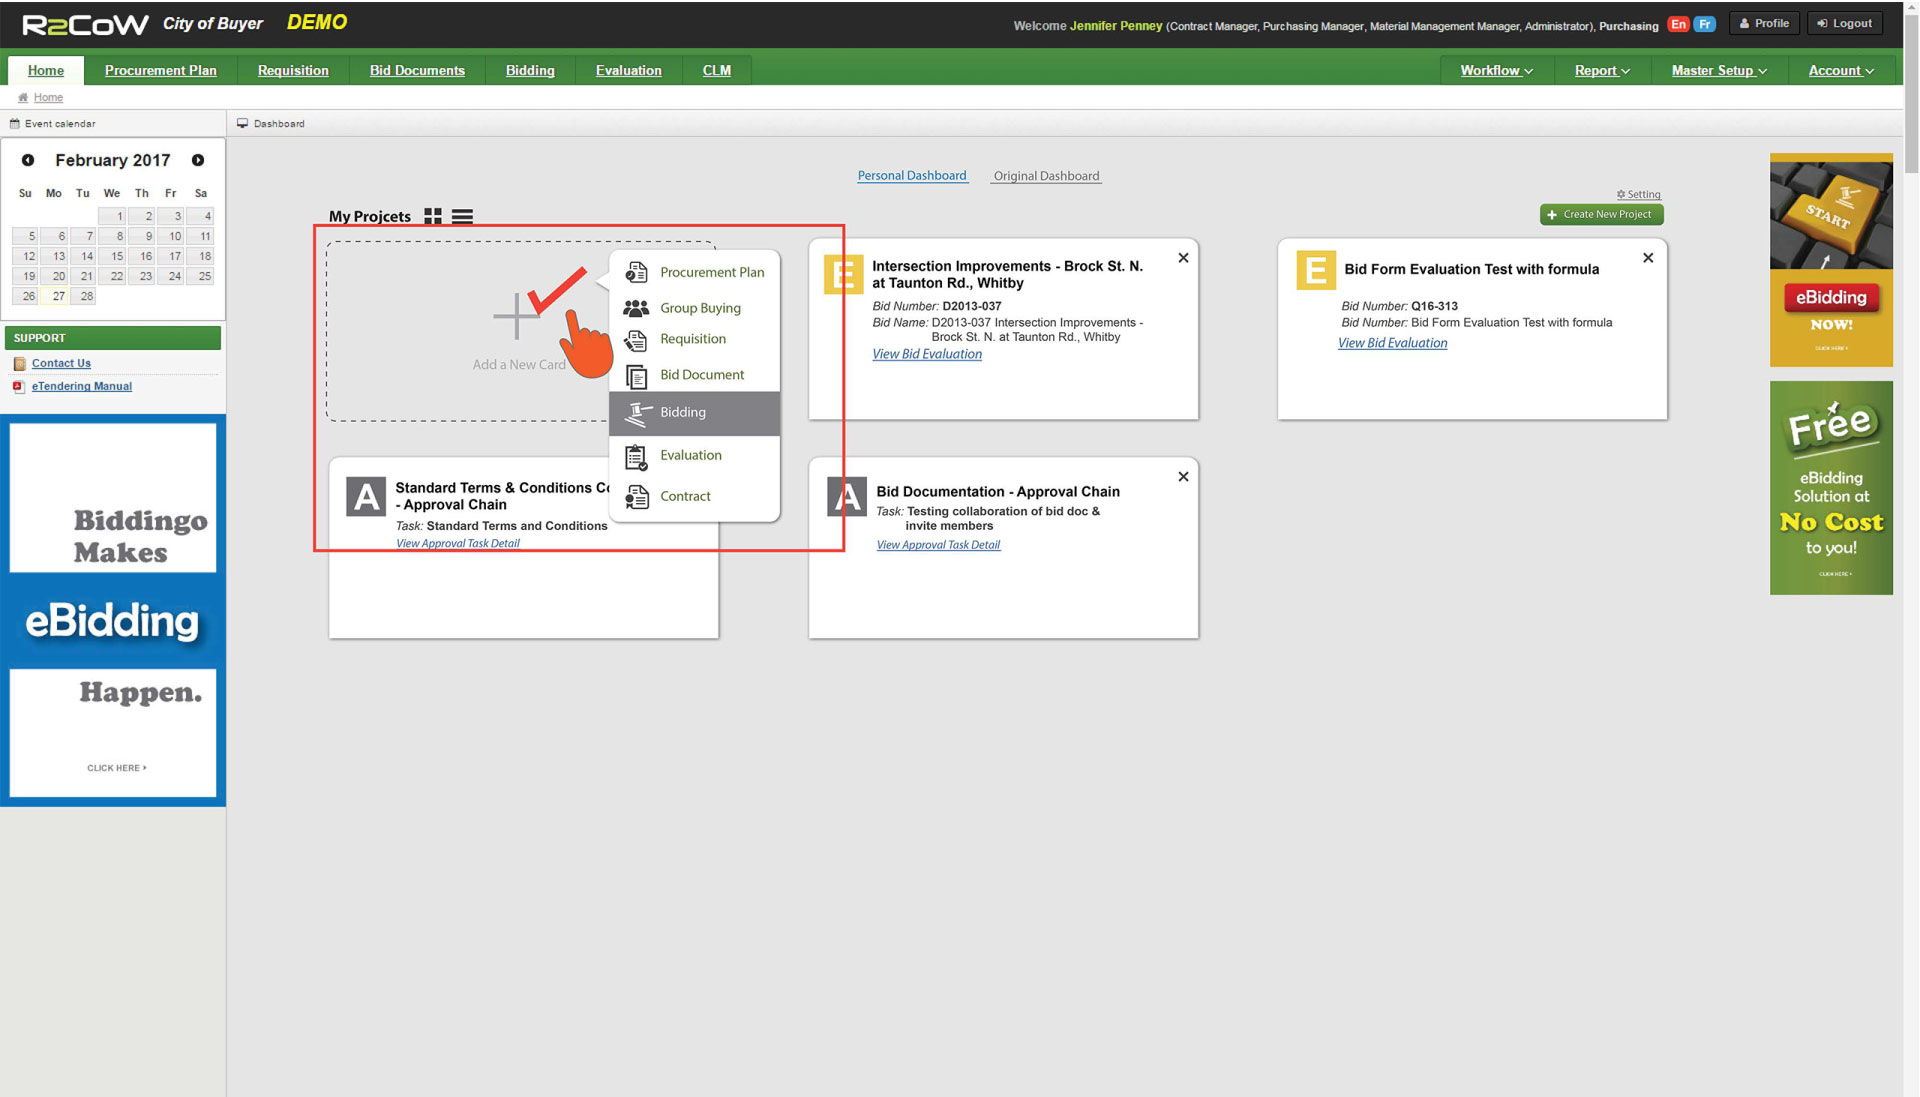 R2CoW City of Buyer DEMO
Welcome Jennifer Penney (Contract Manager, Purchasing Manager, Material Management Manager, Administrator), Purchasing En Fr Profile Logout
Home Procurement Plan Requisition Bid Documents Bidding Evaluation CLM Workflow Report Master Setup Account
Home
Event calendar
Dashboard
February 2017
Su Mo Tu We Th Fr Sa
1 2 3 4
5 6 7 8 9 10 11
12 13 14 15 16 17 18
19 20 21 22 23 24 25
26 27 28
SUPPORT
Contact Us
eTendering Manual
Biddingo
Makes
eBidding
Happen.
CLICK HERE
Personal Dashboard Original Dashboard
Setting
My Projcets
Create New Project
Add a New Card
Procurement Plan
Group Buying
Requisition
Bid Document
Bidding
Evaluation
Contract
E
Intersection Improvements - Brock St. N.
at Taunton Rd., Whitby
Bid Number: D2013-037
Bid Name: D2013-037 Intersection Improvements -
Brock St. N. at Taunton Rd., Whitby
View Bid Evaluation
E
Bid Form Evaluation Test with formula
Bid Number: Q16-313
Bid Number: Bid Form Evaluation Test with formula
View Bid Evaluation
A
Standard Terms & Conditions Co
- Approval Chain
Task: Standard Terms and Conditions
View Approval Task Detail
A
Bid Documentation - Approval Chain
Task: Testing collaboration of bid doc &
invite members
View Approval Task Detail
START
eBidding
NOW!
CLICK HERE
Free
eBidding
Solution at
No Cost
to you!
CLICK HERE